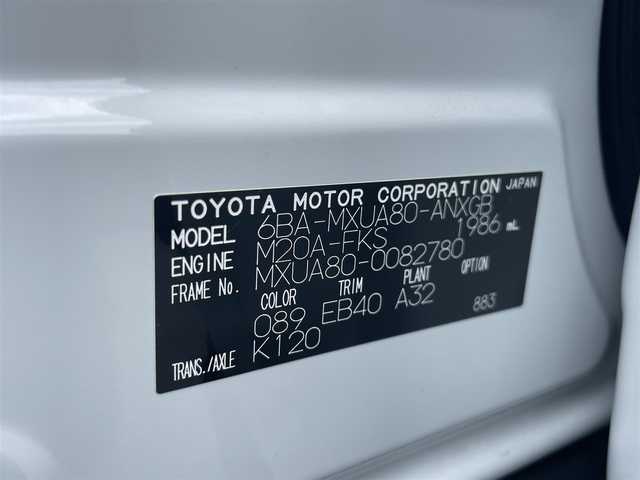 TOYOTA MOTOR CORPORATION JAPAN
MODEL 6BA-MXUA80-ANXGB
ENGINE M20A-FKS 1986 mL
FRAME No. MXUA80-0082780
COLOR TRIM PLANT OPTION
089 EB40 A32 883
TRANS./AXLE K120